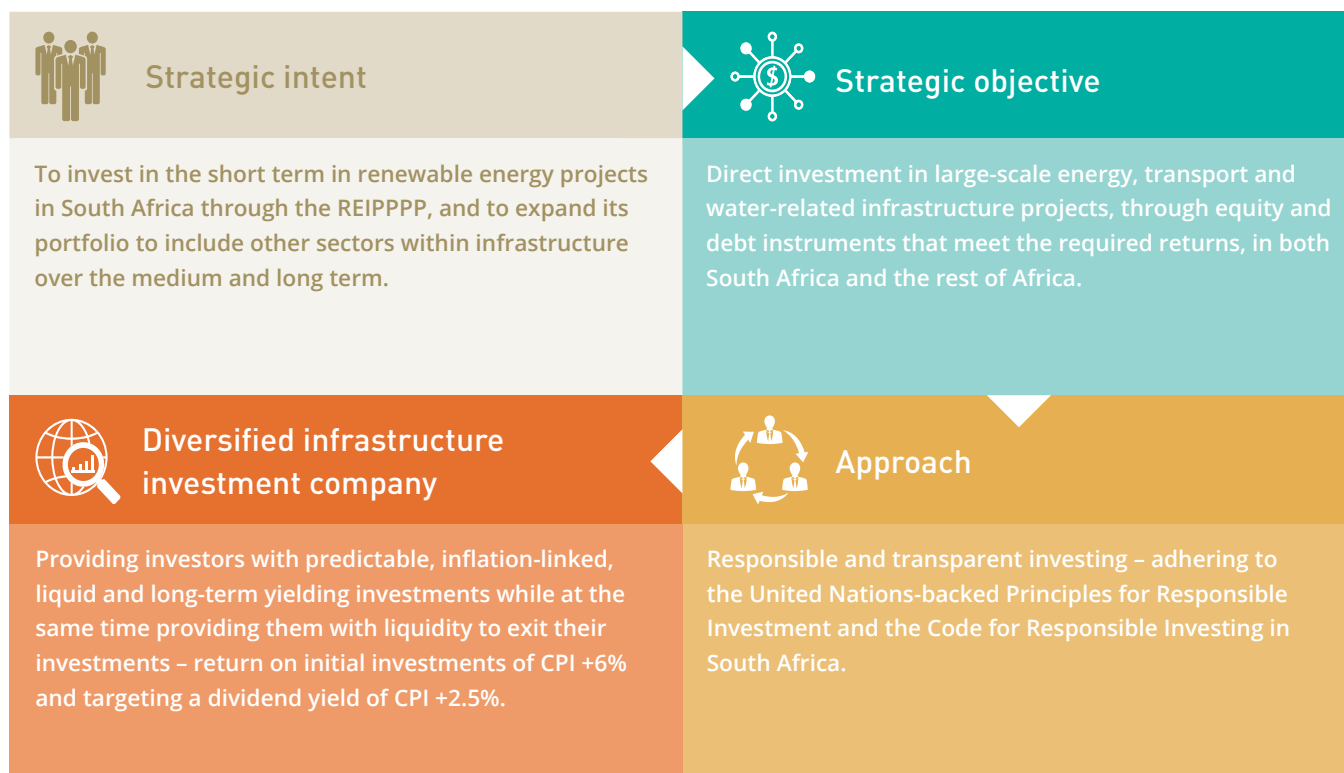 Strategic intent
To invest in the short term in renewable energy projects
in South Africa through the REIPPPP, and to expand its
portfolio to include other sectors within infrastructure
over the medium and long term.
$
Strategic objective
Direct investment in large-scale energy, transport and
water-related infrastructure projects, through equity and
debt instruments that meet the required returns, in both
South Africa and the rest of Africa.
Approach
Responsible and transparent investing – adhering to
the United Nations-backed Principles for Responsible
Investment and the Code for Responsible Investing in
South Africa.
Diversified infrastructure
investment company
Providing investors with predictable, inflation-linked,
liquid and long-term yielding investments while at the
same time providing them with liquidity to exit their
investments – return on initial investments of CPI +6%
and targeting a dividend yield of CPI +2.5%.